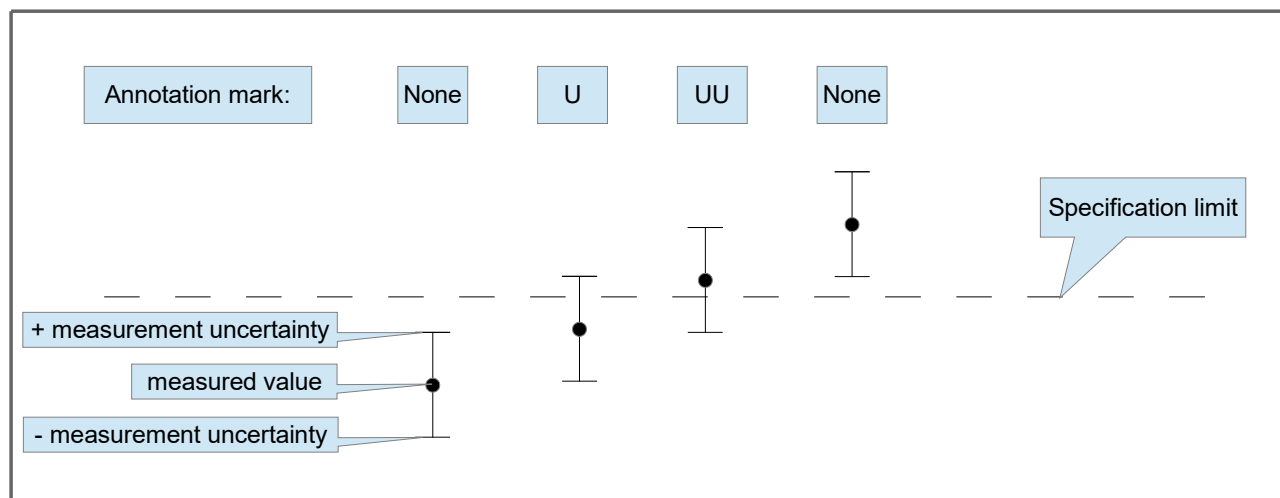 Annotation mark:
None
U
UU
None
Specification limit
+ measurement uncertainty
measured value
- measurement uncertainty